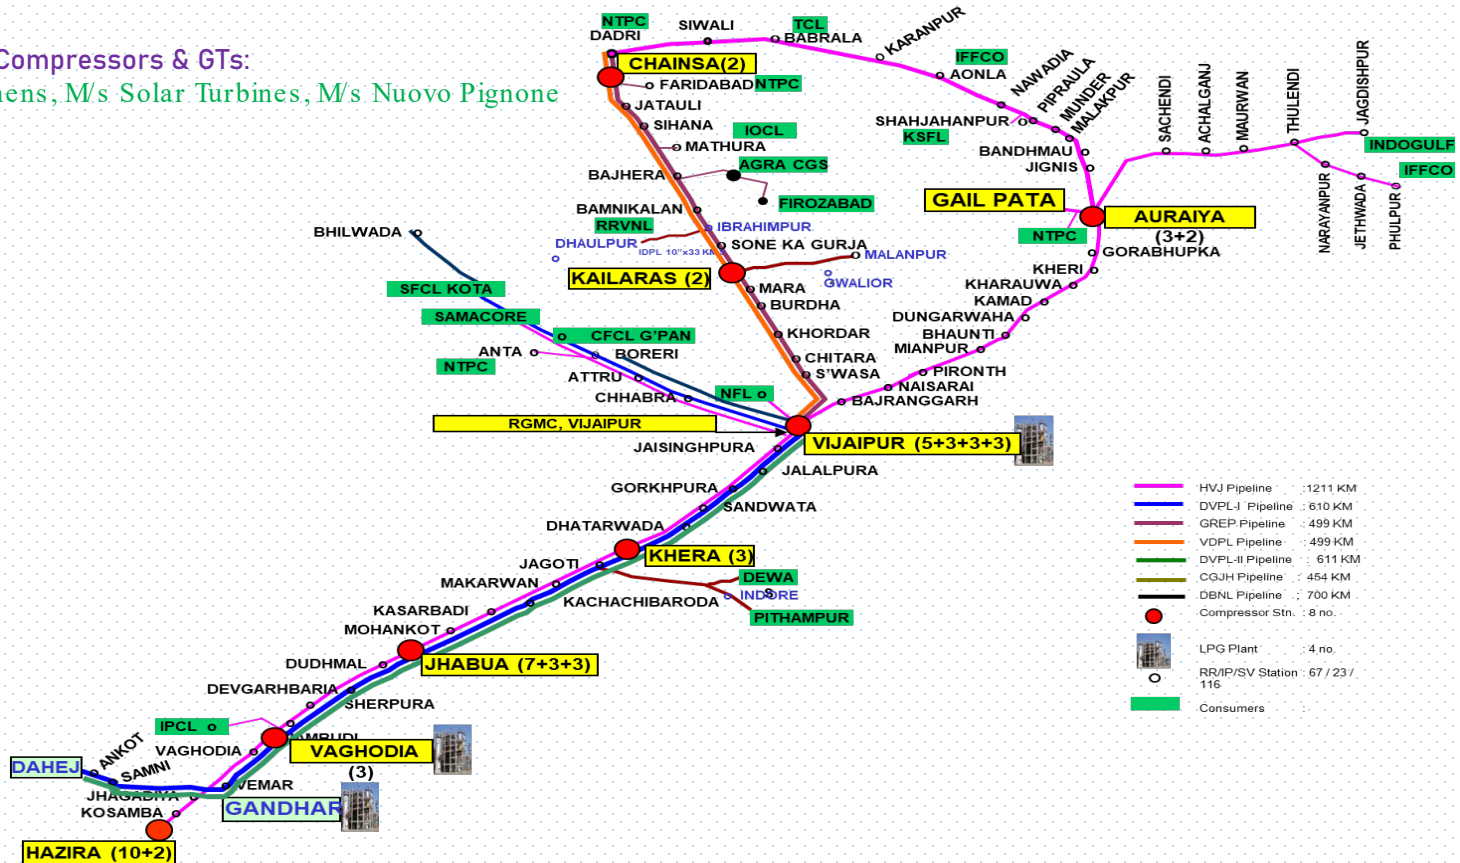 Compressors & GTs:
M/s Solar Turbines, M/s Nuovo Pignone
NTPC
DADRI
SIWALI
TCL
BABRALA
KARANPUR
IFFCO
AONLA
NAWADIA
PIPRAULA
MUNDER
MALAKPUR
SHAHJAHANPUR
KSFL
BANDHMAU
JIGNIS
SACHENDI
ACHALGANJ
MAURWAN
THULENDI
JAGDISHPUR
INDOGULF
IFFCO
NARAYANPUR
JETHWADA
PHULPUR
CHAINSA(2)
FARIDABAD
NTPC
JATAULI
SIHANA
IOCL
MATHURA
AGRA CGS
BAJHERA
FIROZABAD
BAMNIKALAN
RRVNL
IBRAHIMPUR
DHAULPUR
IDPL 10"x33 KM
SONE KA GURJA
MALANPUR
GWALIOR
KAILARAS (2)
MARA
BURDHA
KHORDAR
CHITARA
S'WASA
GAIL PATA
AURAIYA
(3+2)
NTPC
GORABHUPKA
KHERI
KHARAUWA
KAMAD
DUNGARWAHA
BHAUNTI
MIANPUR
PIRONTH
NAISARAI
BAJRANGGARH
BHILWADA
SFCL KOTA
SAMACORE
CFCL G'PAN
ANTA
BORERI
NTPC
ATTRU
CHHABRA
NFL
RGMC, VIJAIPUR
VIJAIPUR (5+3+3+3)
JAISINGHPURA
JALALPURA
GORKHPURA
SANDWATA
DHATARWADA
KHERA (3)
JAGOTI
DEWA
S
MAKARWAN
INDORE
KACHACHIBARODA
PITHAMPUR
KASARBADI
MOHANKOT
JHABUA (7+3+3)
DUDHMAL
DEVGARHBARIA
SHERPURA
IPCL
AMBUDI
VAGHODIA
VAGHODIA
(3)
DAHEJ
ANKOT
SAMNI
VEMAR
JHAGADIYA
GANDHAR
KOSAMBA
HAZIRA (10+2)
HVJ Pipeline :1211 KM
DVPL-I Pipeline : 610 KM
GREP Pipeline : 499 KM
VDPL Pipeline : 499 KM
DVPL-II Pipeline : 611 KM
CGJH Pipeline : 454 KM
DBNL Pipeline ; 700 KM
Compressor Stn. : 8 no.
LPG Plant : 4 no.
RR/IP/SV Station : 67 / 23 /
116
Consumers :